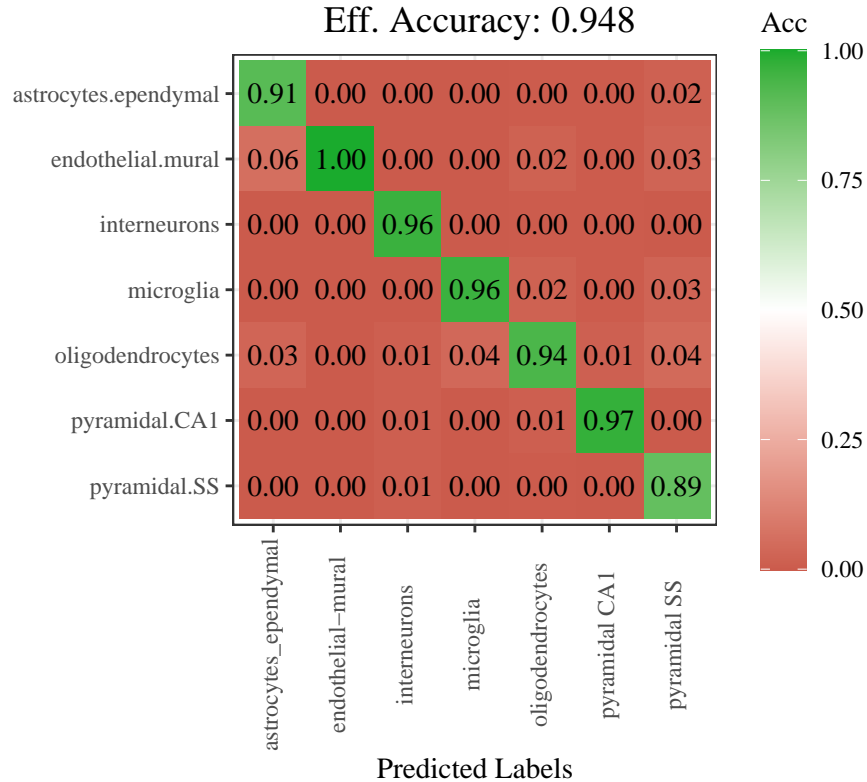 Eff. Accuracy: 0.948
Acc
astrocytes.ependymal 0.91 0.00 0.00 0.00 0.00 0.00 0.02
endothelial.mural 0.06 1.00 0.00 0.00 0.02 0.00 0.03
interneurons 0.00 0.00 0.96 0.00 0.00 0.00 0.00
microglia 0.00 0.00 0.00 0.96 0.02 0.00 0.03
oligodendrocytes 0.03 0.00 0.01 0.04 0.94 0.01 0.04
pyramidal.CA1 0.00 0.00 0.01 0.00 0.01 0.97 0.00
pyramidal.SS 0.00 0.00 0.01 0.00 0.00 0.00 0.89
1.00
0.75
0.50
0.25
0.00
astrocytes_ependymal
endothelial−mural
interneurons
microglia
oligodendrocytes
pyramidal CA1
pyramidal SS
Predicted Labels